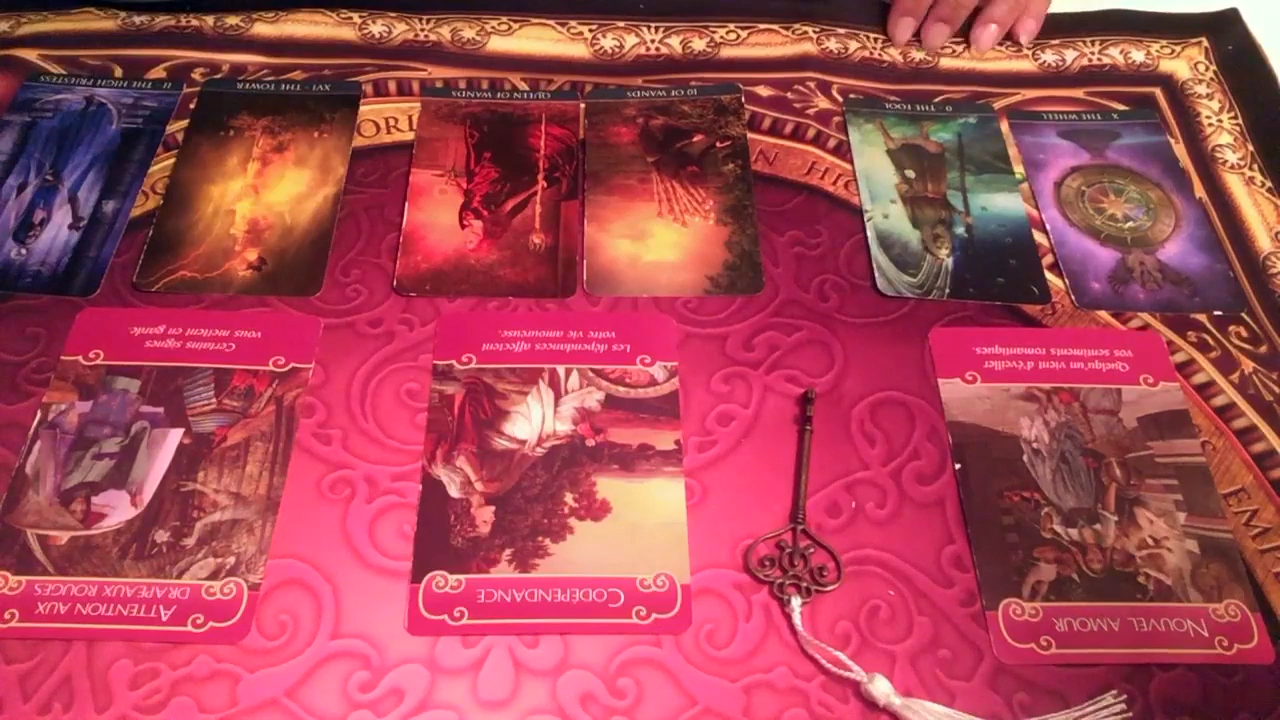 II · THE HIGH PRIESTESS
XVI · THE TOWER
QUEEN OF WANDS
10 OF WANDS
0 · THE FOOL
X · THE WHEEL
Certains signes
vous mettent en garde.
ATTENTION AUX
DRAPEAUX ROUGES
Les dépendances affectent
votre vie amoureuse.
CODÉPENDANCE
Quelqu'un vient d'éveiller
vos sentiments romantiques.
NOUVEL AMOUR